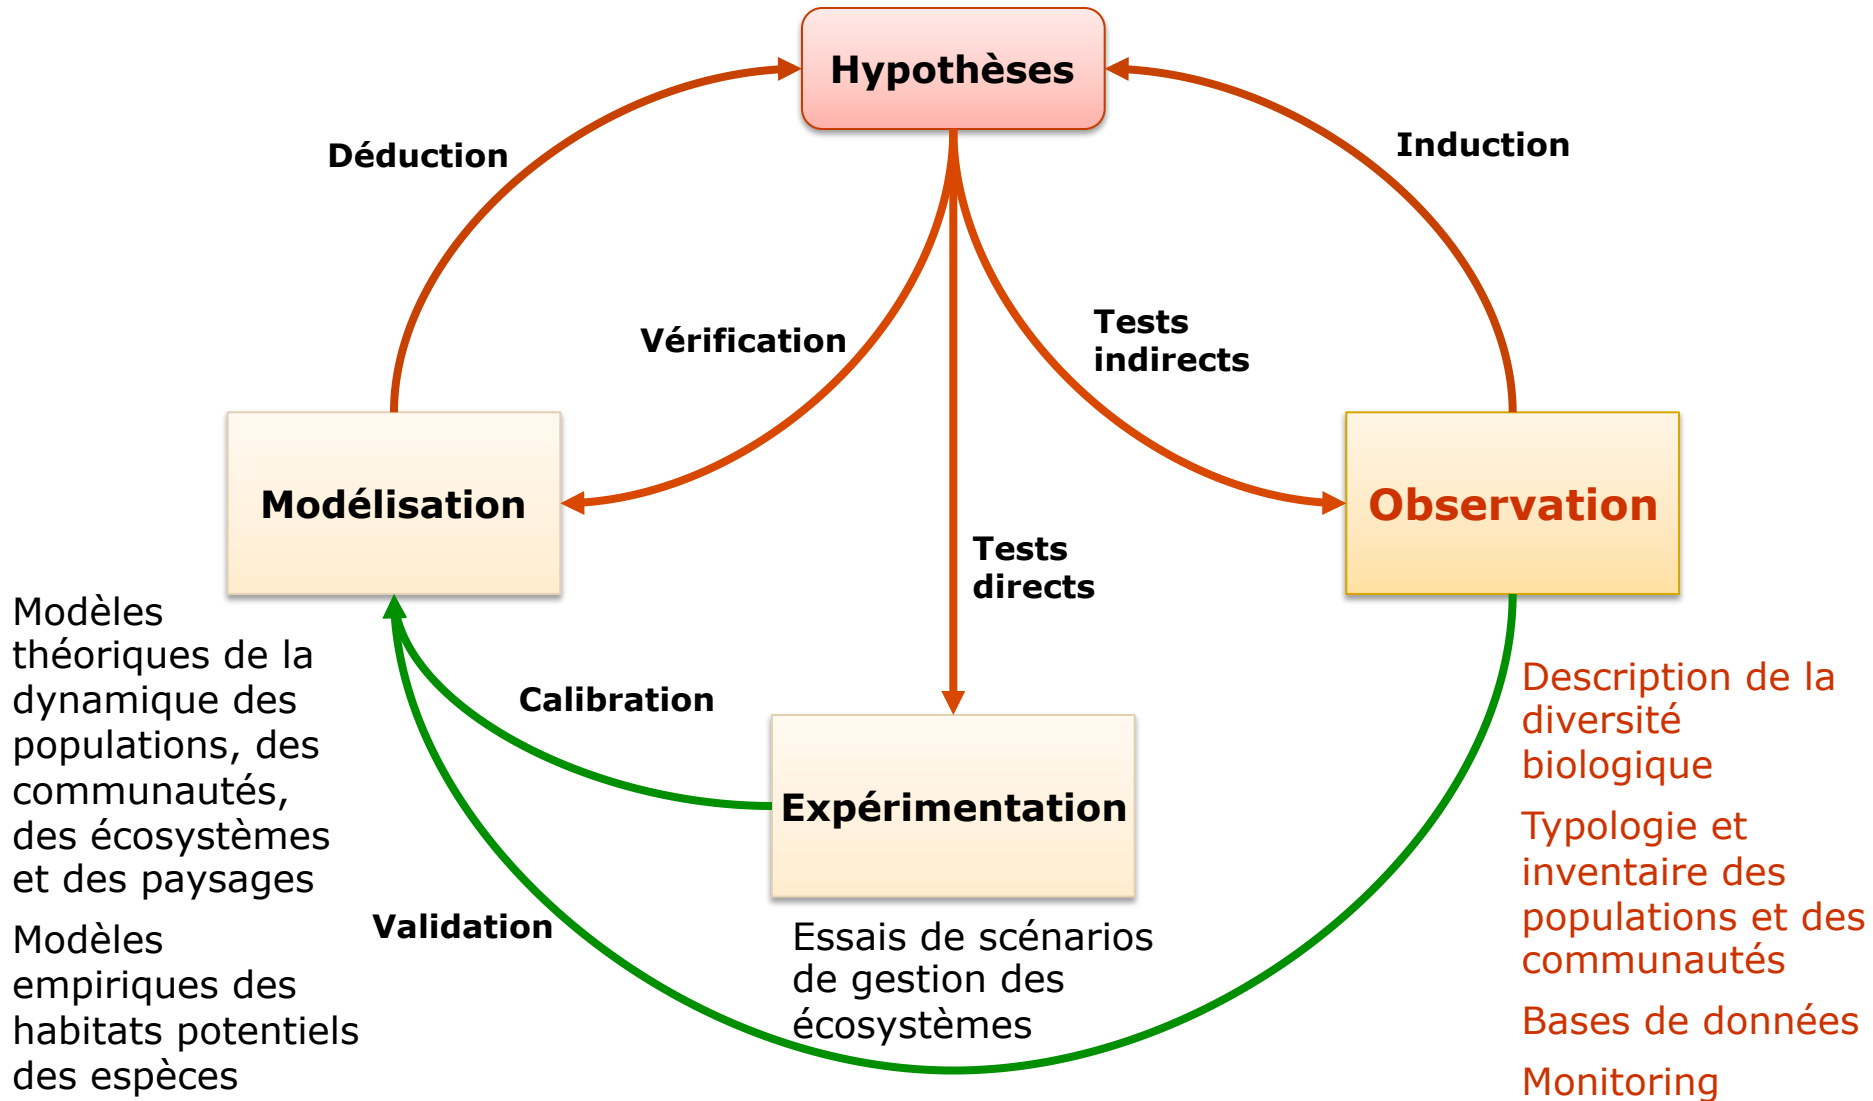 Hypothèses
Déduction
Induction
Vérification
Tests
indirects
Modélisation
Observation
Tests
directs
Modèles
théoriques de la
dynamique des
populations, des
communautés,
des écosystèmes
et des paysages
Modèles
empiriques des
habitats potentiels
des espèces
Calibration
Expérimentation
Validation
Essais de scénarios
de gestion des
écosystèmes
Description de la
diversité
biologique
Typologie et
inventaire des
populations et des
communautés
Bases de données
Monitoring